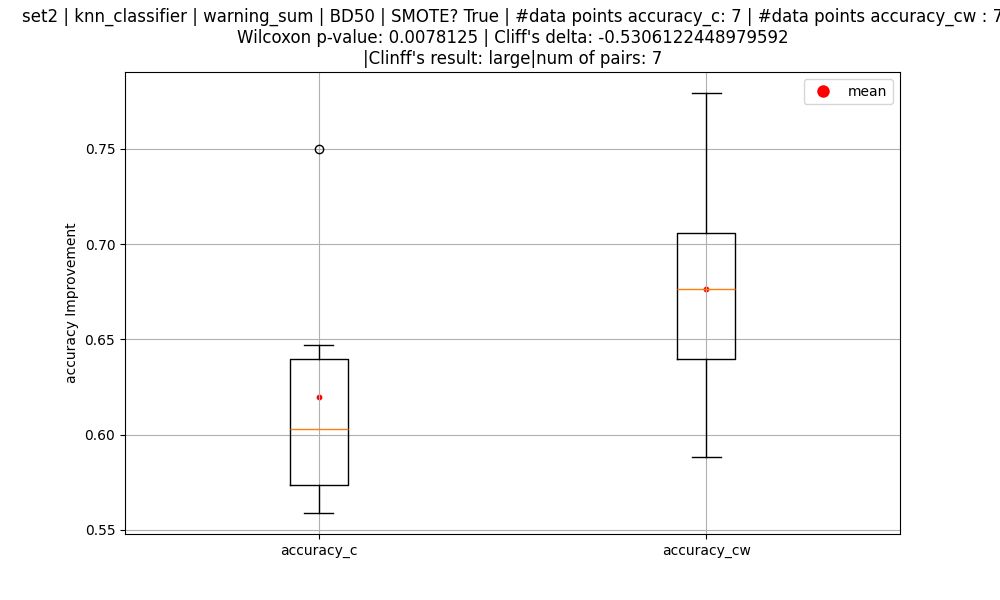 set2 | knn_classifier | warning_sum | BD50 | SMOTE? True | #data points accuracy_c: 7 | #data points accuracy_cw : 7
Wilcoxon p-value: 0.0078125 | Cliff's delta: -0.5306122448979592
|Clinff's result: large|num of pairs: 7
mean
0.75
0.70
0.65
0.60
0.55
accuracy Improvement
accuracy_c
accuracy_cw